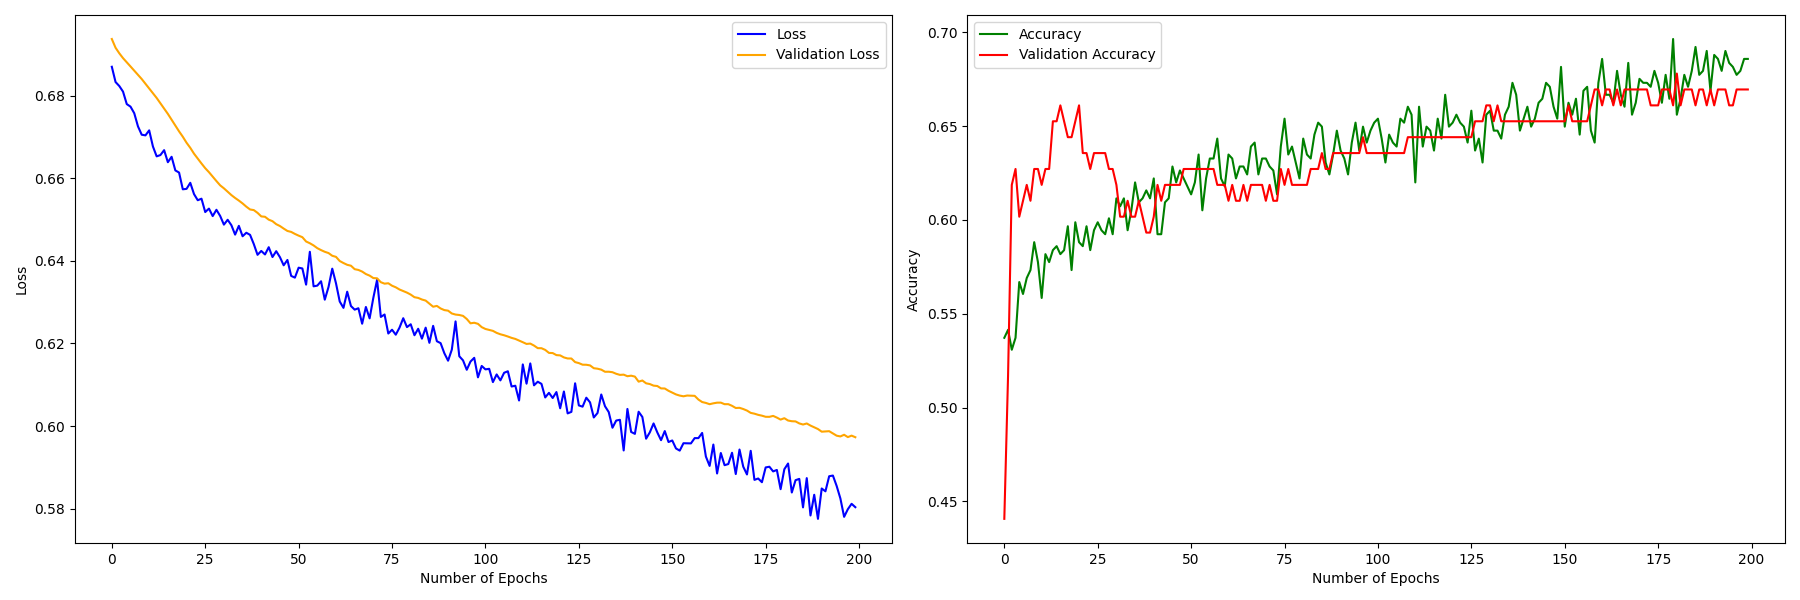 Loss
Validation Loss
0.68
0.66
0.64
0.62
0.60
0.58
Loss
0 25 50 75 100 125 150 175 200
Number of Epochs
Accuracy
Validation Accuracy
0.70
0.65
0.60
0.55
0.50
0.45
Accuracy
0 25 50 75 100 125 150 175 200
Number of Epochs